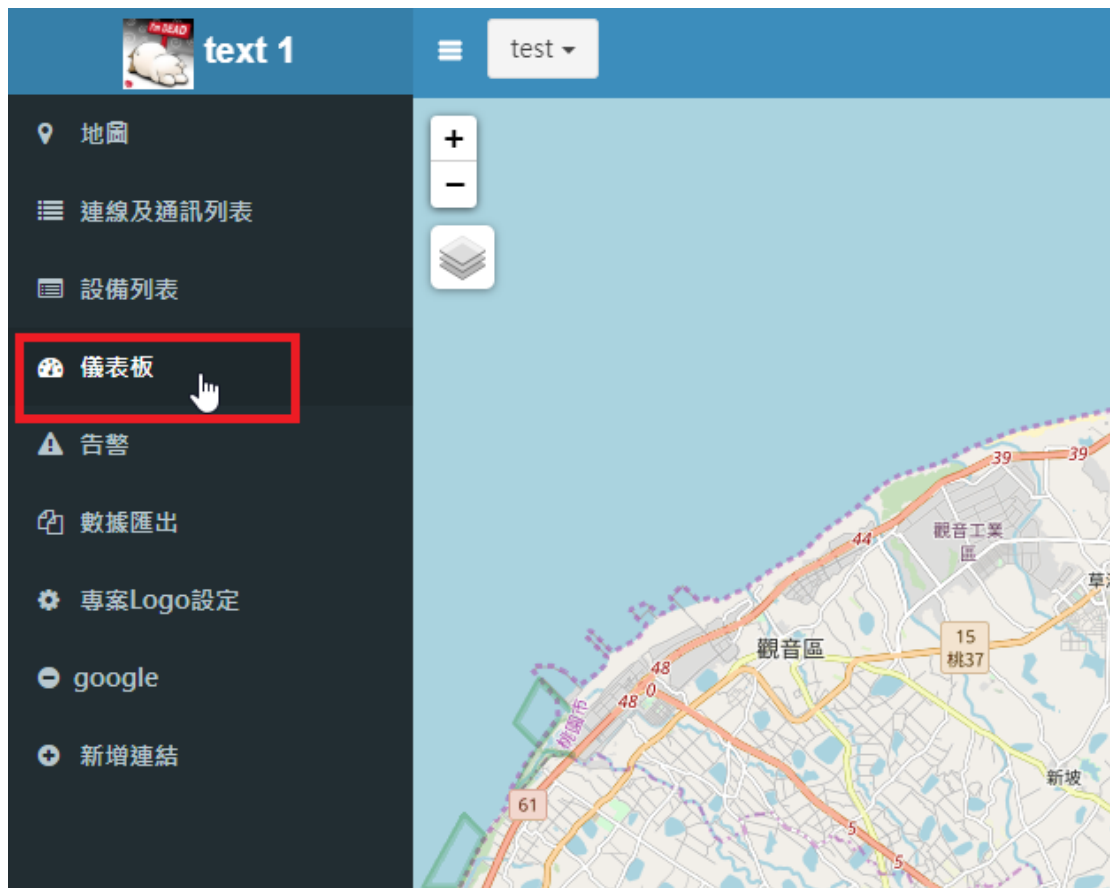 I'm DEAD
text 1
test
地圖
連線及通訊列表
設備列表
儀表板
告警
數據匯出
專案Logo設定
google
新增連結
+
−
39
39
44
觀音工業
區
15
桃37
觀音區
48
48
0
桃園市
新坡
61
5
5